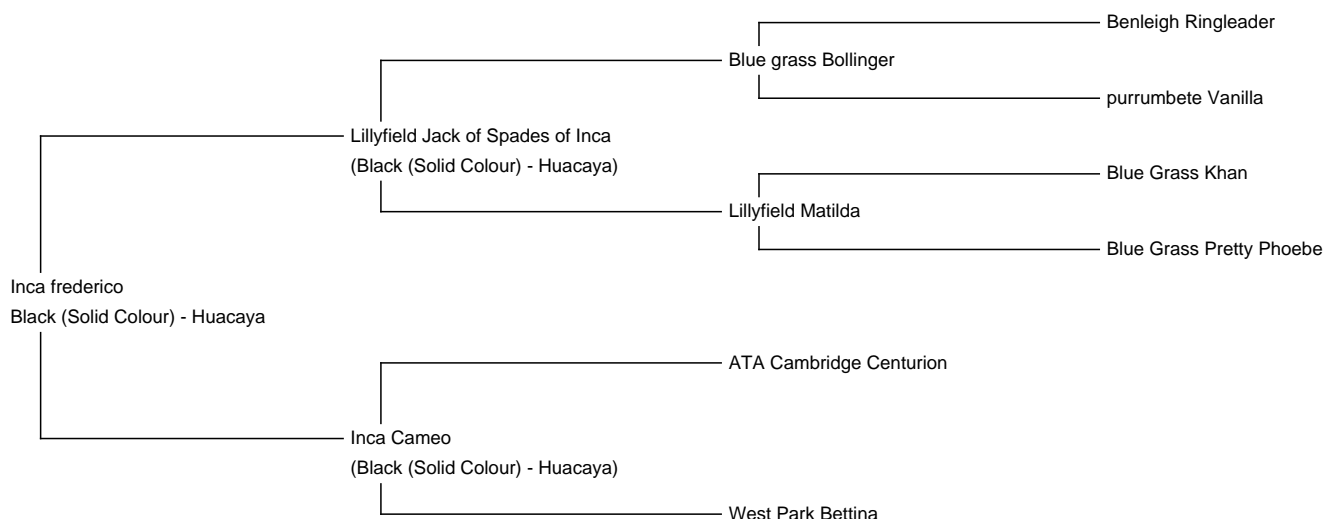 Benleigh Ringleader
Blue grass Bollinger
purrumbete Vanilla
Lillyfield Jack of Spades of Inca
(Black (Solid Colour) - Huacaya)
Blue Grass Khan
Lillyfield Matilda
Blue Grass Pretty Phoebe
Inca frederico
Black (Solid Colour) - Huacaya
ATA Cambridge Centurion
Inca Cameo
(Black (Solid Colour) - Huacaya)
West Park Bettina